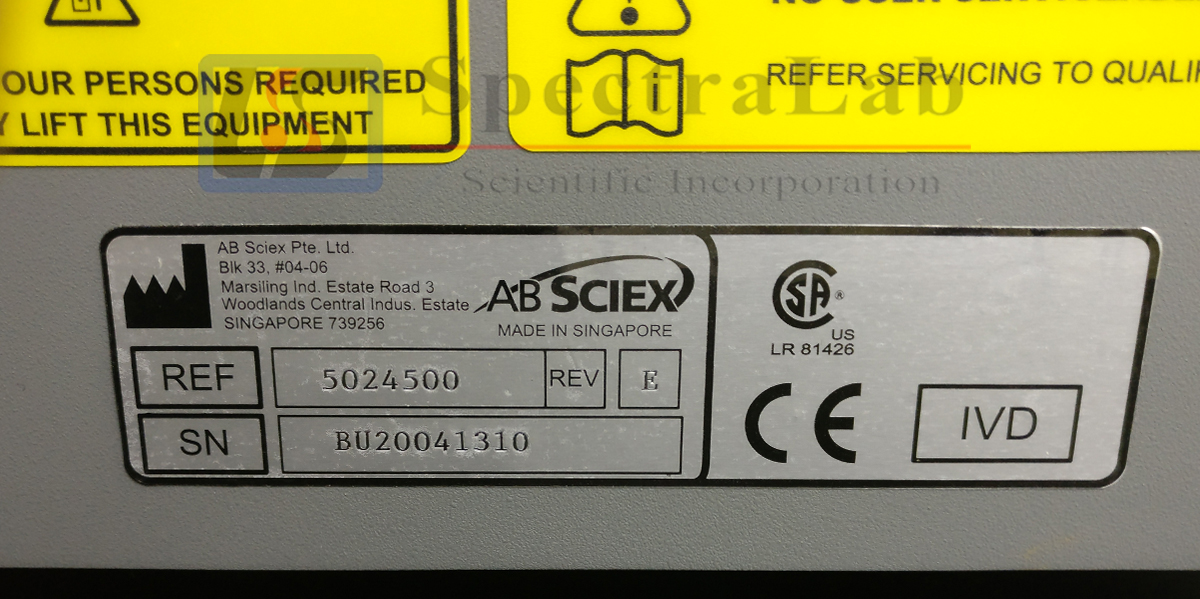 OUR PERSONS REQUIRED
LIFT THIS EQUIPMENT
REFER SERVICING TO
SpectraLab
Scientific Incorporation
AB Sciex Pte. Ltd.
Blk 33, #04-06
Marsiling Ind. Estate Road 3
Woodlands Central Indus. Estate
SINGAPORE 739256
AB SCIEX
MADE IN SINGAPORE
REF
5024500
REV
E
SN
BU20041310
SA ®
US
LR 81426
CE
IVD